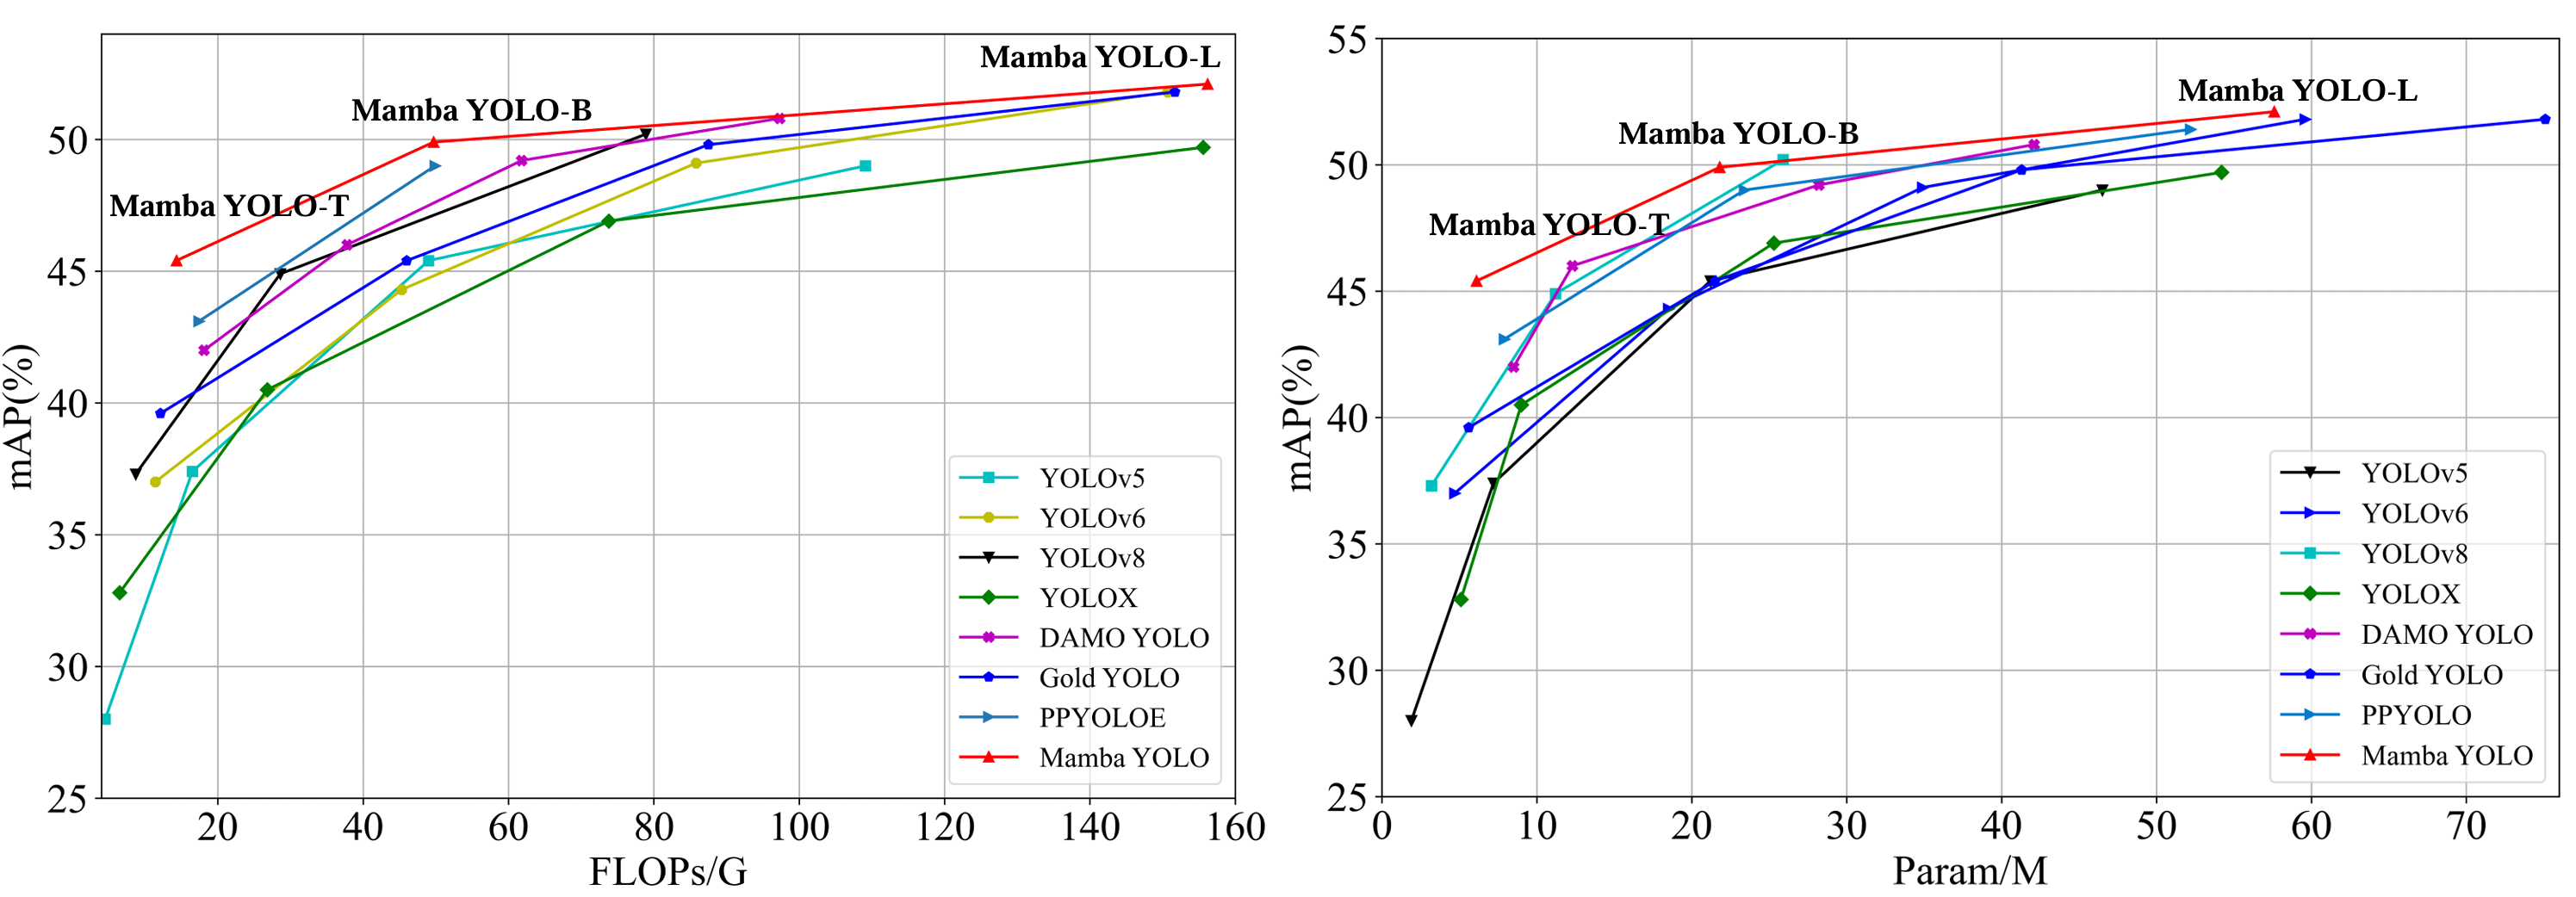 Mamba YOLO-L
Mamba YOLO-B
Mamba YOLO-T
mAP(%)
50
45
40
35
30
25
20
40
60
80
100
120
140
160
FLOPs/G
YOLOv5
YOLOv6
YOLOv8
YOLOX
DAMO YOLO
Gold YOLO
PPYOLOE
Mamba YOLO
55
50
45
40
35
30
25
mAP(%)
Mamba YOLO-L
Mamba YOLO-B
Mamba YOLO-T
0
10
20
30
40
50
60
70
Param/M
YOLOv5
YOLOv6
YOLOv8
YOLOX
DAMO YOLO
Gold YOLO
PPYOLO
Mamba YOLO